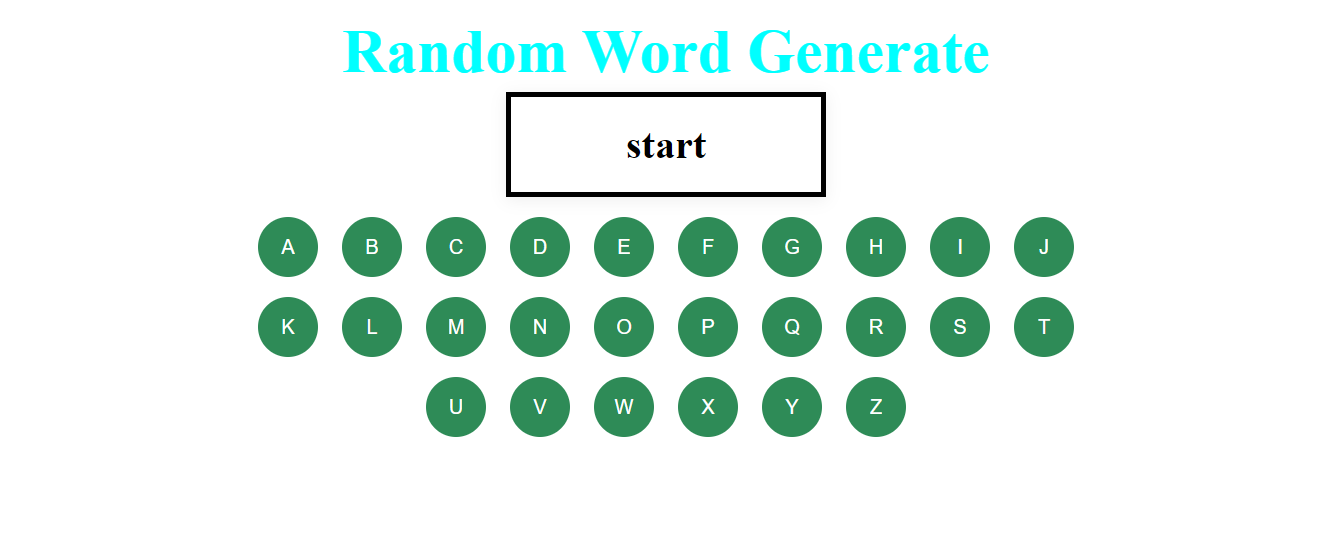 Random Word Generate
start
A B C D E F G H I J
K L M N O P Q R S T
U V W X Y Z